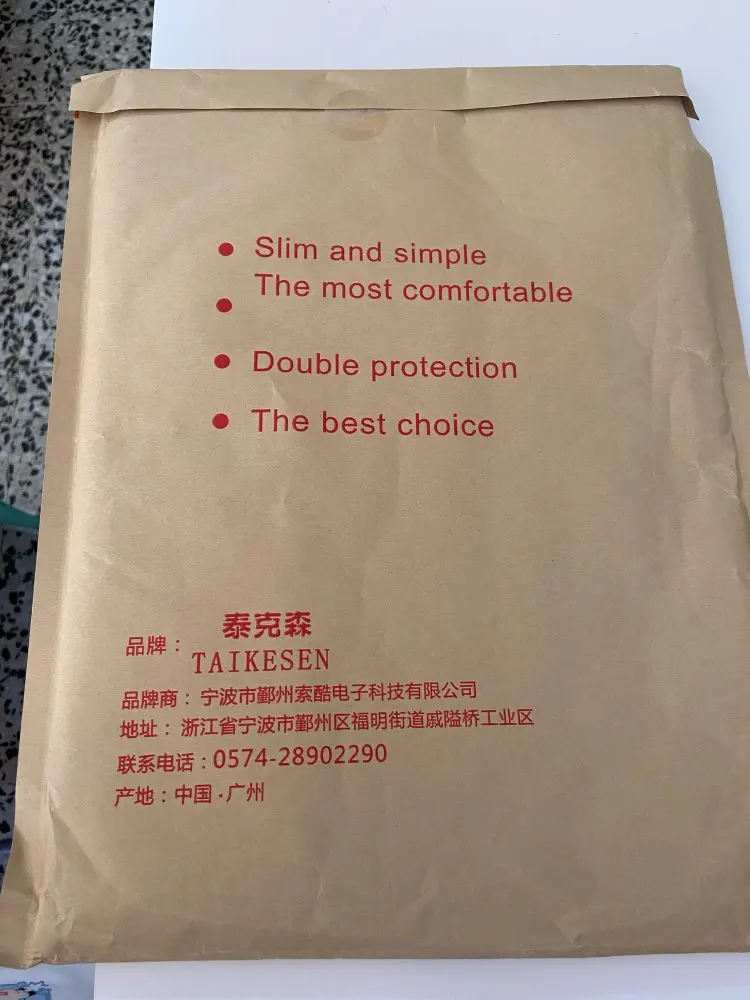 ● Slim and simple
● The most comfortable
● Double protection
● The best choice
品牌： 泰克森
TAIKESEN
品牌商： 宁波市鄞州索酷电子科技有限公司
地址： 浙江省宁波市鄞州区福明街道戚隘桥工业区
联系电话：0574-28902290
产地：中国·广州